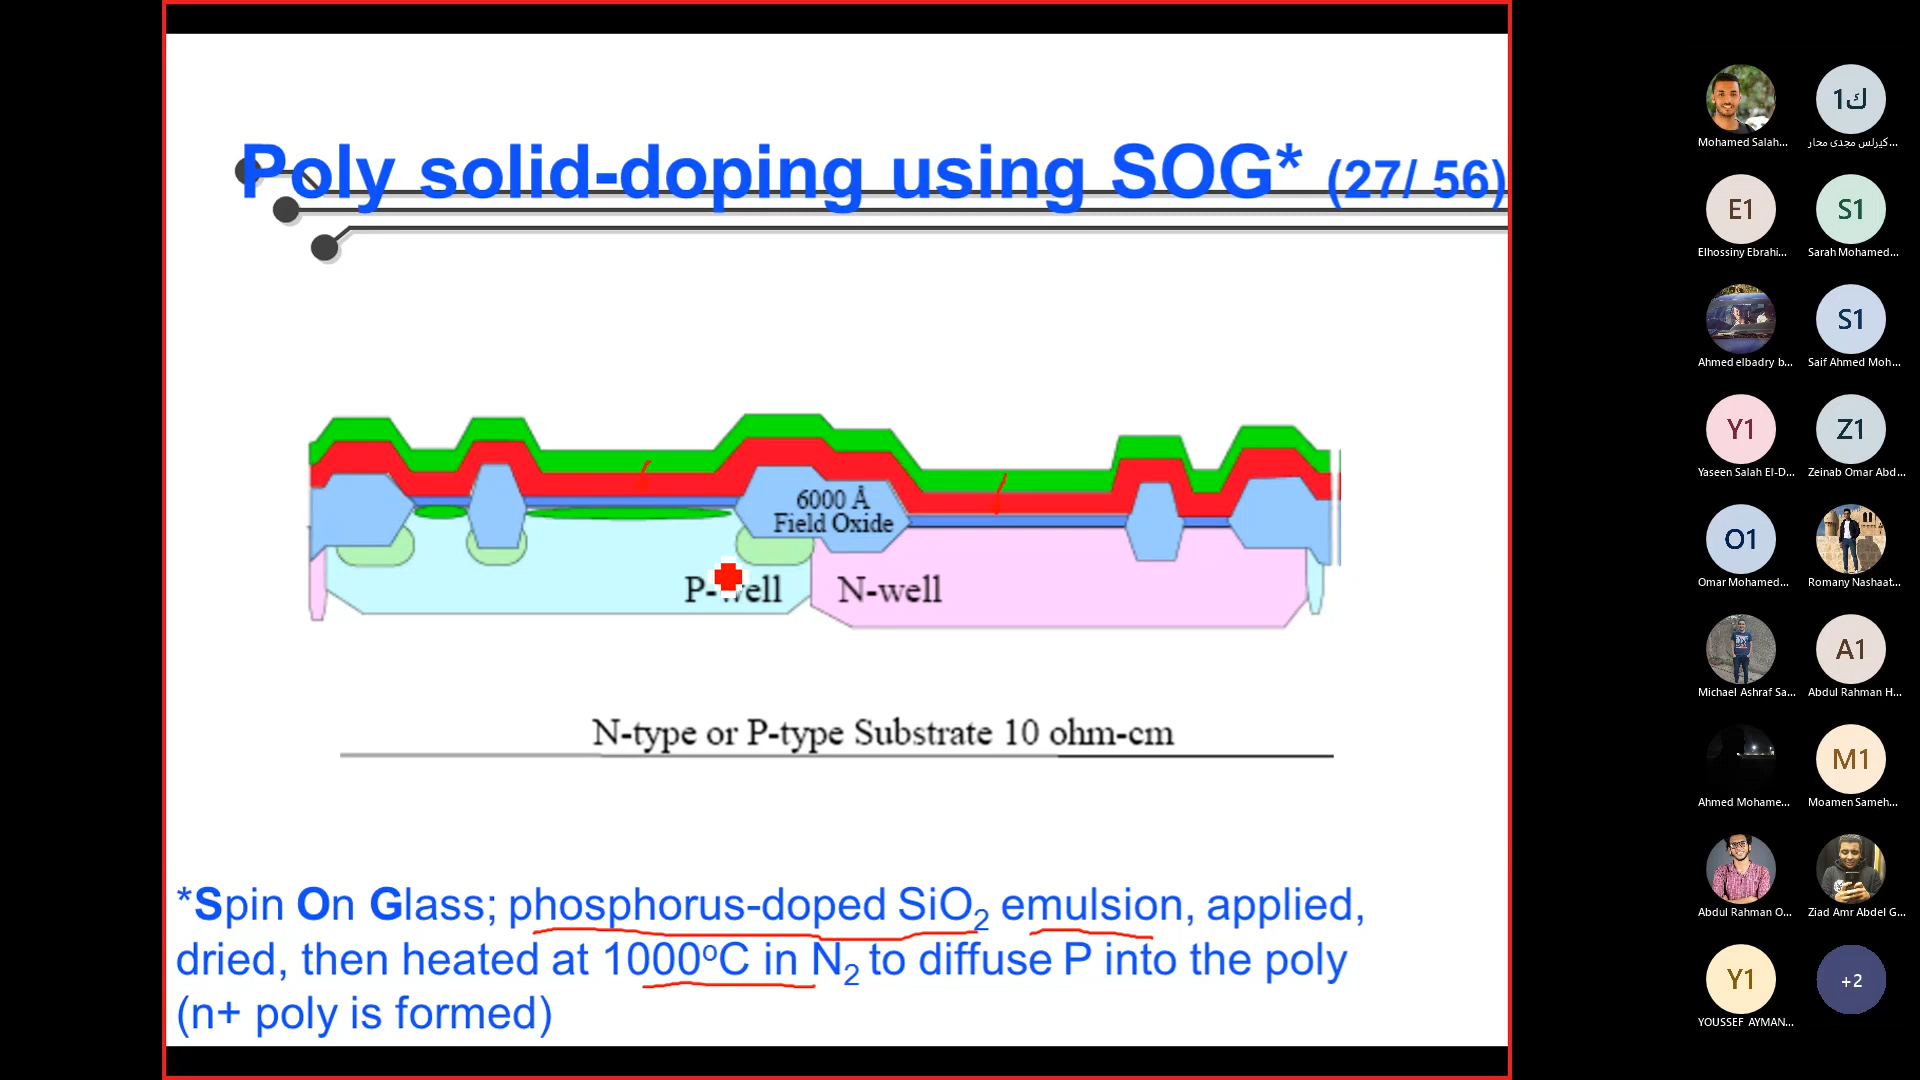 Poly solid-doping using SOG* (27/ 56)
6000 Å
Field Oxide
P-well
N-well
N-type or P-type Substrate 10 ohm-cm
*Spin On Glass; phosphorus-doped SiO2 emulsion, applied,
dried, then heated at 1000oC in N2 to diffuse P into the poly
(n+ poly is formed)
Mohamed Salah...
ك1
كيرلس مجدى محار...
E1
Elhossiny Ebrahi...
S1
Sarah Mohamed...
Ahmed elbadry b...
S1
Saif Ahmed Moh...
Y1
Yaseen Salah El-D...
Z1
Zeinab Omar Abd...
O1
Omar Mohamed...
Romany Nashaat...
Michael Ashraf Sa...
A1
Abdul Rahman H...
Ahmed Mohame...
M1
Moamen Sameh...
Abdul Rahman O...
Ziad Amr Abdel G...
Y1
YOUSSEF AYMAN...
+2